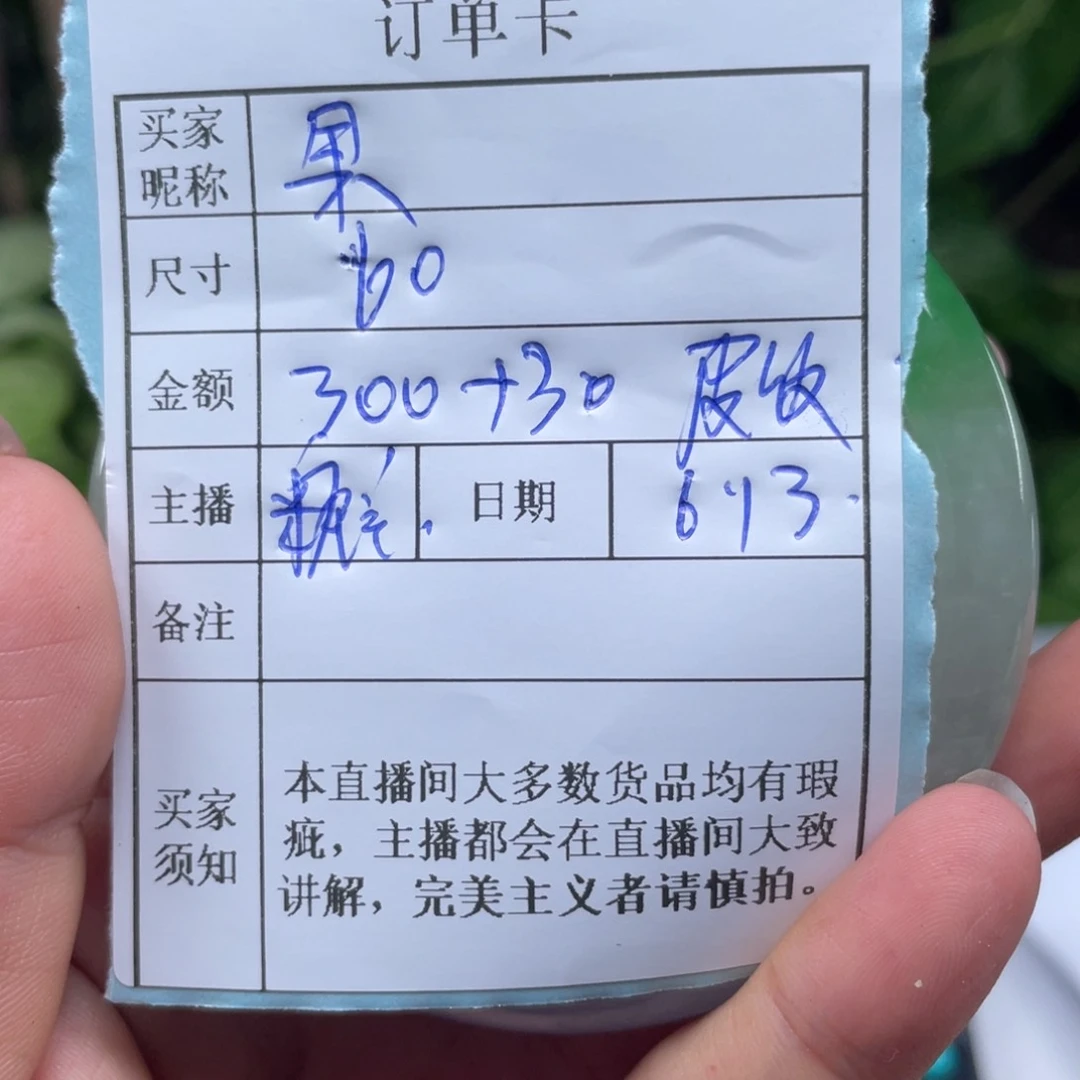 订单卡
买家昵称 果
尺寸 60
金额 300+30
主播 日期 6
备注
买家须知
本直播间大多数货品均有瑕
疵，主播都会在直播间大致
讲解，完美主义者请慎拍。